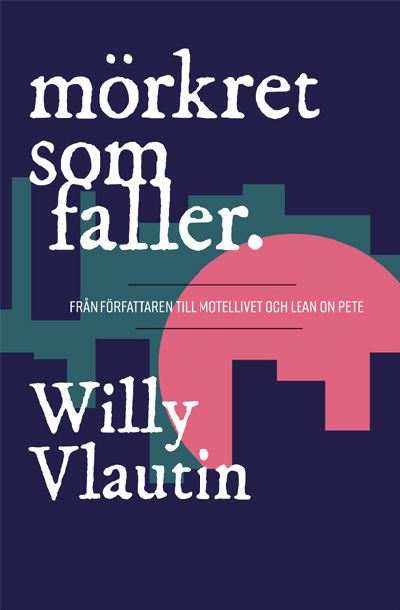 mörkret
som
faller.
FRÅN FÖRFATTAREN TILL MOTELLIVET OCH LEAN ON PETE
Willy
Vlautin